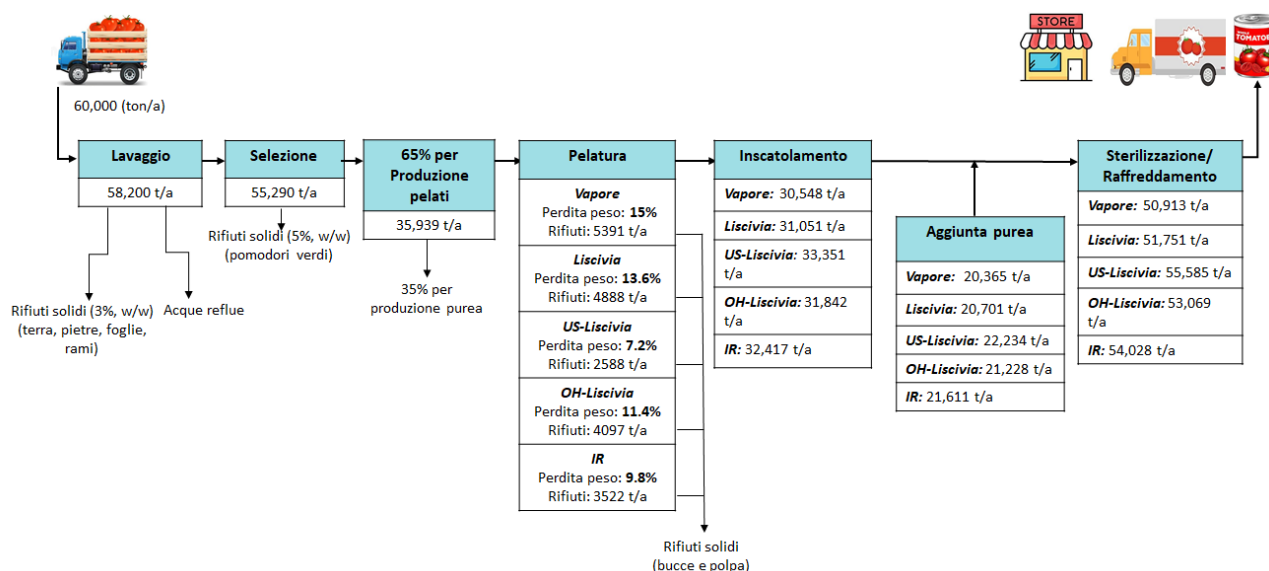 STORE
TOMATO
60,000 (ton/a)
Lavaggio
58,200 t/a
Rifiuti solidi (3%, w/w)
(terra, pietre, foglie,
rami)
Acque reflue
Selezione
55,290 t/a
Rifiuti solidi (5%, w/w)
(pomodori verdi)
65% per
Produzione
pelati
35,939 t/a
35% per
produzione purea
Pelatura
Vapore
Perdita peso: 15%
Rifiuti: 5391 t/a
Liscivia
Perdita peso: 13.6%
Rifiuti: 4888 t/a
US-Liscivia
Perdita peso: 7.2%
Rifiuti: 2588 t/a
OH-Liscivia
Perdita peso: 11.4%
Rifiuti: 4097 t/a
IR
Perdita peso: 9.8%
Rifiuti: 3522 t/a
Rifiuti solidi
(bucce e polpa)
Inscatolamento
Vapore: 30,548 t/a
Liscivia: 31,051 t/a
US-Liscivia: 33,351
t/a
OH-Liscivia: 31,842
t/a
IR: 32,417 t/a
Aggiunta purea
Vapore: 20,365 t/a
Liscivia: 20,701 t/a
US-Liscivia: 22,234 t/a
OH-Liscivia: 21,228 t/a
IR: 21,611 t/a
Sterilizzazione/
Raffreddamento
Vapore: 50,913 t/a
Liscivia: 51,751 t/a
US-Liscivia: 55,585 t/a
OH-Liscivia: 53,069
t/a
IR: 54,028 t/a